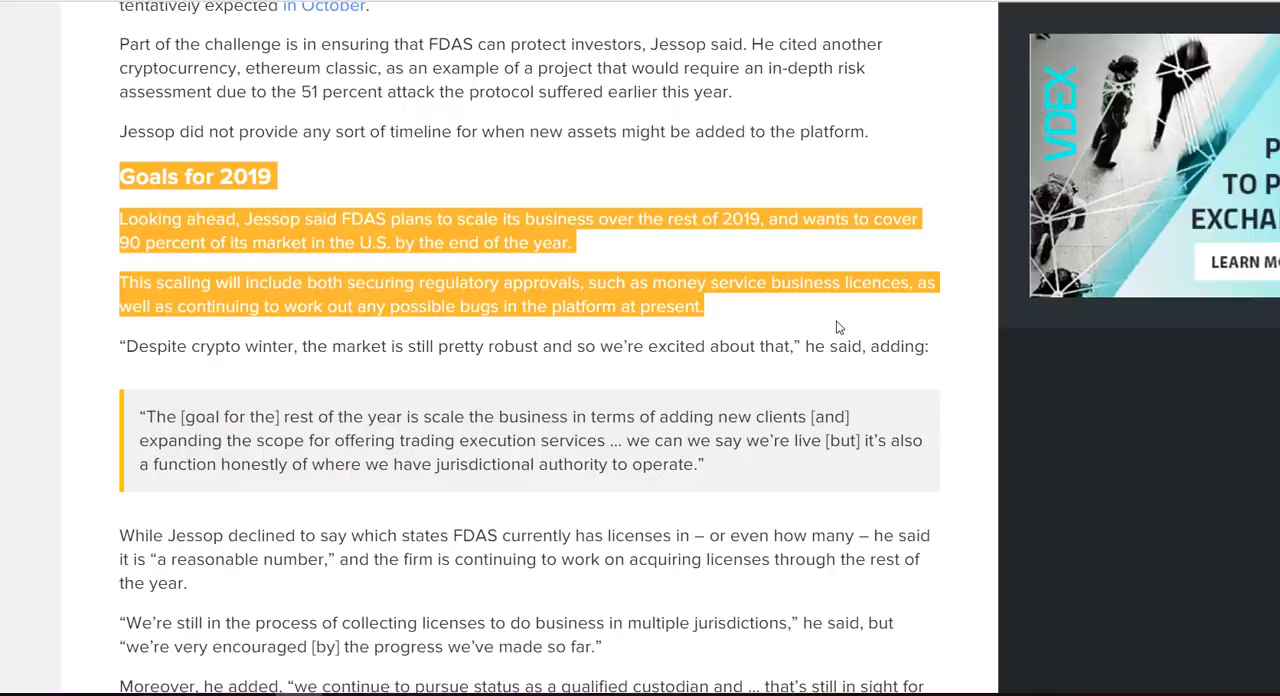 tentatively expected in October.
Part of the challenge is in ensuring that FDAS can protect investors, Jessop said. He cited another
cryptocurrency, ethereum classic, as an example of a project that would require an in-depth risk
assessment due to the 51 percent attack the protocol suffered earlier this year.
Jessop did not provide any sort of timeline for when new assets might be added to the platform.
Goals for 2019
Looking ahead, Jessop said FDAS plans to scale its business over the rest of 2019, and wants to cover
90 percent of its market in the U.S. by the end of the year.
This scaling will include both securing regulatory approvals, such as money service business licences, as
well as continuing to work out any possible bugs in the platform at present.
“Despite crypto winter, the market is still pretty robust and so we’re excited about that,” he said, adding:
“The [goal for the] rest of the year is scale the business in terms of adding new clients [and]
expanding the scope for offering trading execution services ... we can we say we’re live [but] it’s also
a function honestly of where we have jurisdictional authority to operate.”
While Jessop declined to say which states FDAS currently has licenses in – or even how many – he said
it is “a reasonable number,” and the firm is continuing to work on acquiring licenses through the rest of
the year.
“We’re still in the process of collecting licenses to do business in multiple jurisdictions,” he said, but
“we’re very encouraged [by] the progress we’ve made so far.”
Moreover, he added, “we continue to pursue status as a qualified custodian and ... that’s still in sight for
VDEX
P
TO P
EXCHA
LEARN M